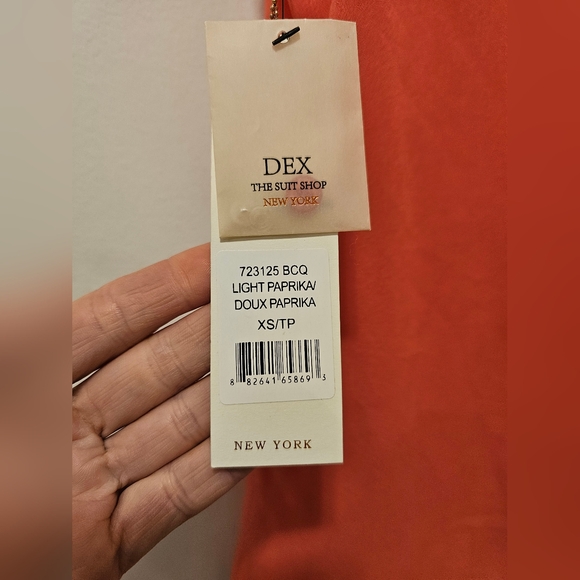 DEX
THE SUIT SHOP
NEW YORK
723125 BCQ
LIGHT PAPRIKA/
DOUX PAPRIKA
XS/TP
8 82641 65869 3
NEW YORK